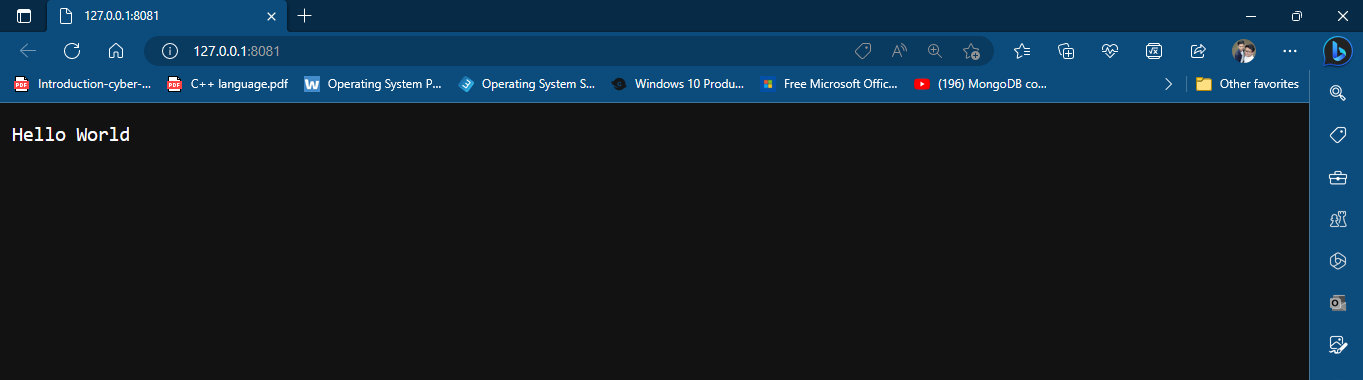 127.0.0.1:8081
127.0.0.1:8081
Introduction-cyber-... C++ language.pdf Operating System P... Operating System S... Windows 10 Produ... Free Microsoft Offic... (196) MongoDB co... Other favorites
Hello World